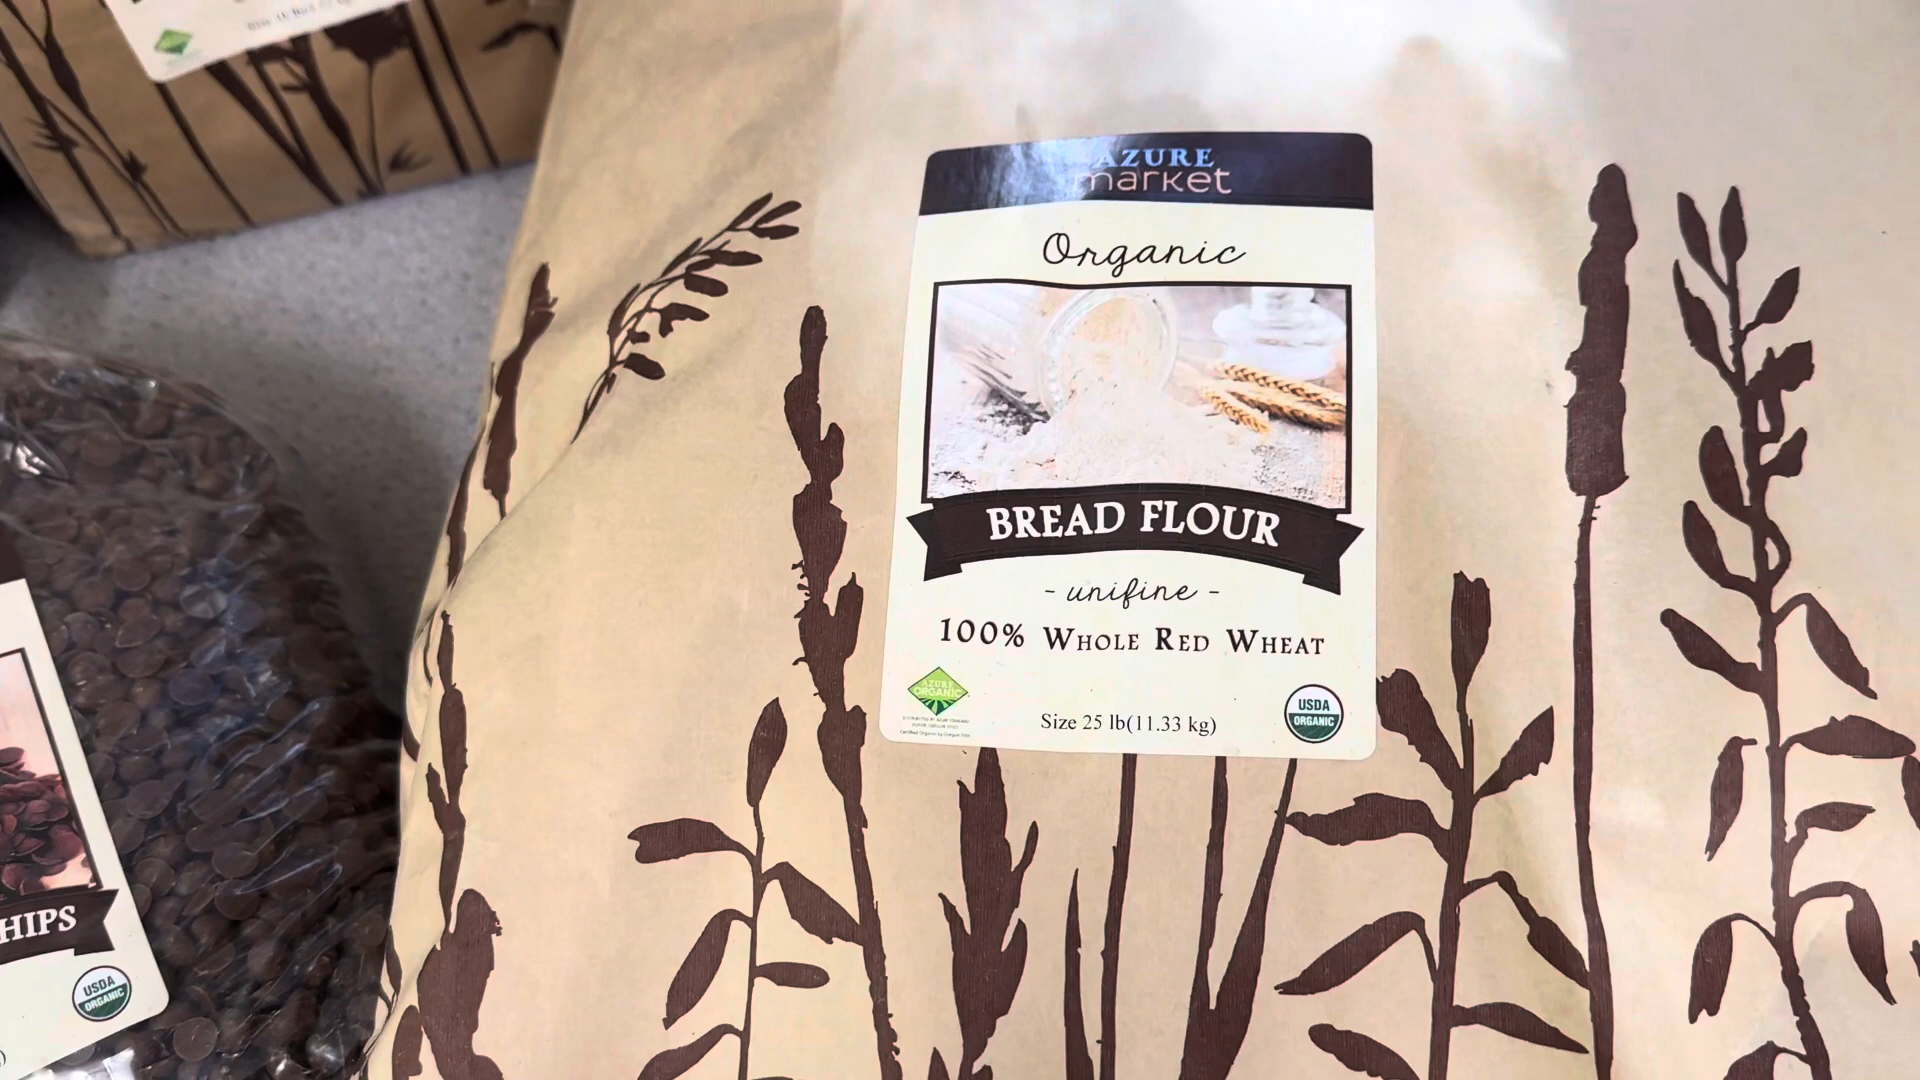 AZURE
market
Organic
BREAD FLOUR
- unifine -
100% WHOLE RED WHEAT
AZURE
ORGANIC
Size 25 lb(11.33 kg)
USDA
ORGANIC
HIPS
USDA
ORGANIC